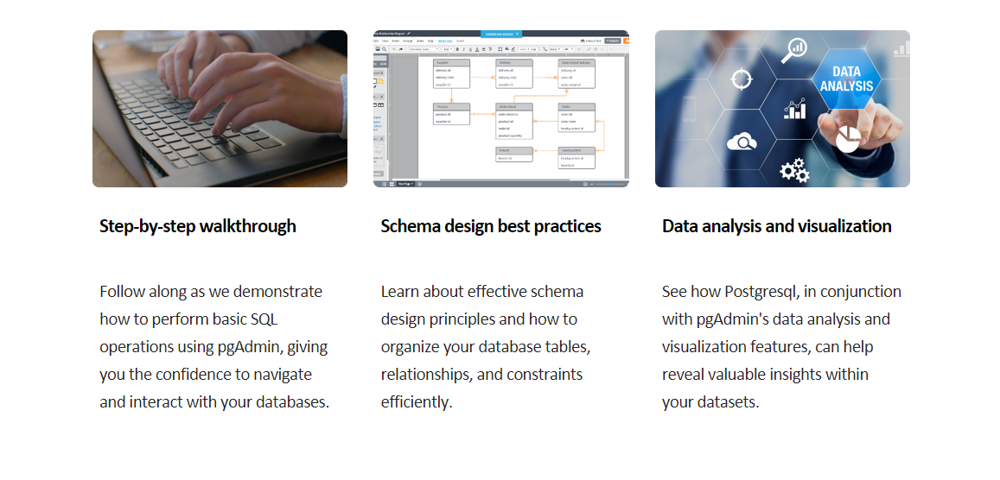 DATA
ANALYSIS
Step-by-step walkthrough
Follow along as we demonstrate
how to perform basic SQL
operations using pgAdmin, giving
you the confidence to navigate
and interact with your databases.
Schema design best practices
Learn about effective schema
design principles and how to
organize your database tables,
relationships, and constraints
efficiently.
Data analysis and visualization
See how Postgresql, in conjunction
with pgAdmin's data analysis and
visualization features, can help
reveal valuable insights within
your datasets.